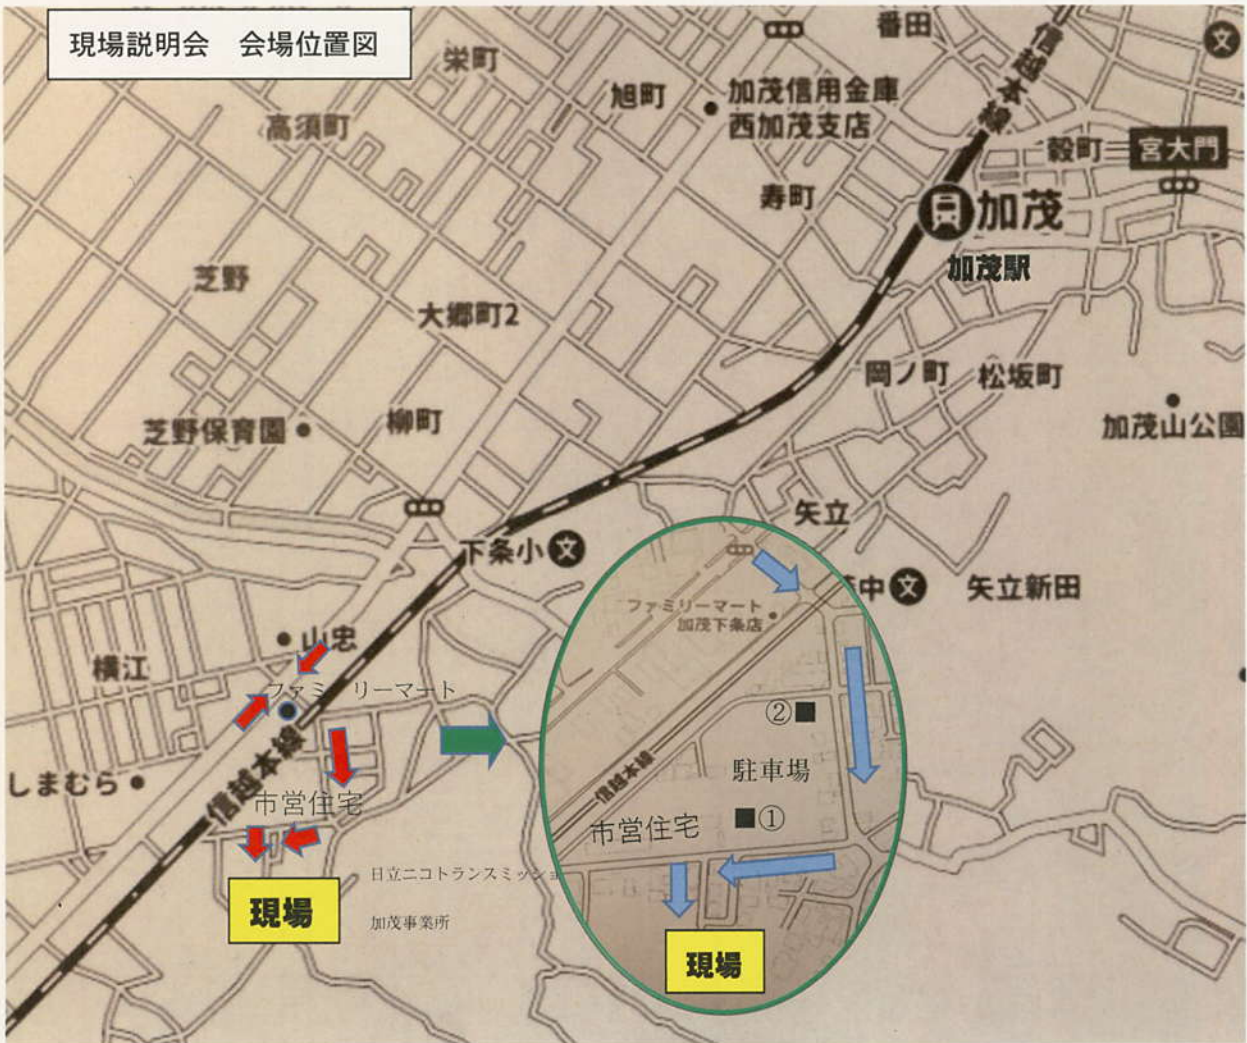 現場説明会　会場位置図
栄町
番田
信越本線
文
旭町
加茂信用金庫
西加茂支店
高須町
穀町
宮大門
寿町
加茂
加茂駅
芝野
大郷町2
岡ノ町
松坂町
芝野保育園
柳町
加茂山公園
矢立
下条小
文
中
文
矢立新田
ファミリーマート
加茂下条店
山忠
横江
ファミ　リーマート
②
しまむら
信越本線
市営住宅
信越本線
駐車場
市営住宅
①
日立ニコトランスミッショ
加茂事業所
現場
現場